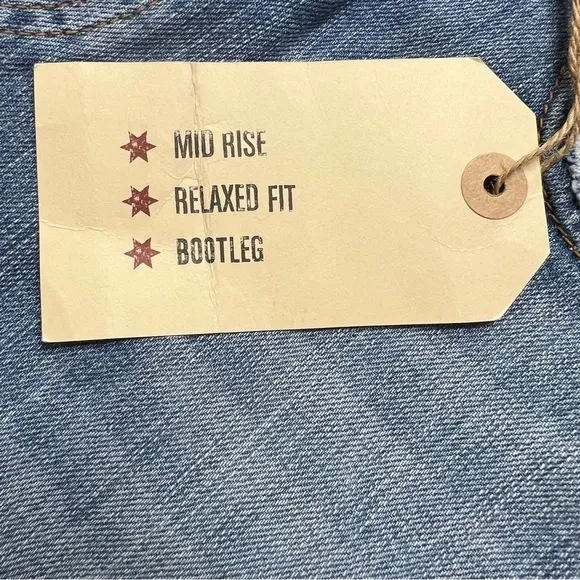 MID RISE
RELAXED FIT
BOOTLEG